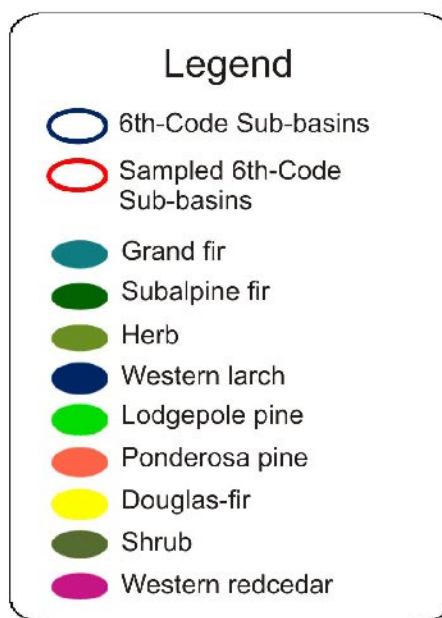 Legend
6th-Code Sub-basins
Sampled 6th-Code
Sub-basins
Grand fir
Subalpine fir
Herb
Western larch
Lodgepole pine
Ponderosa pine
Douglas-fir
Shrub
Western redcedar